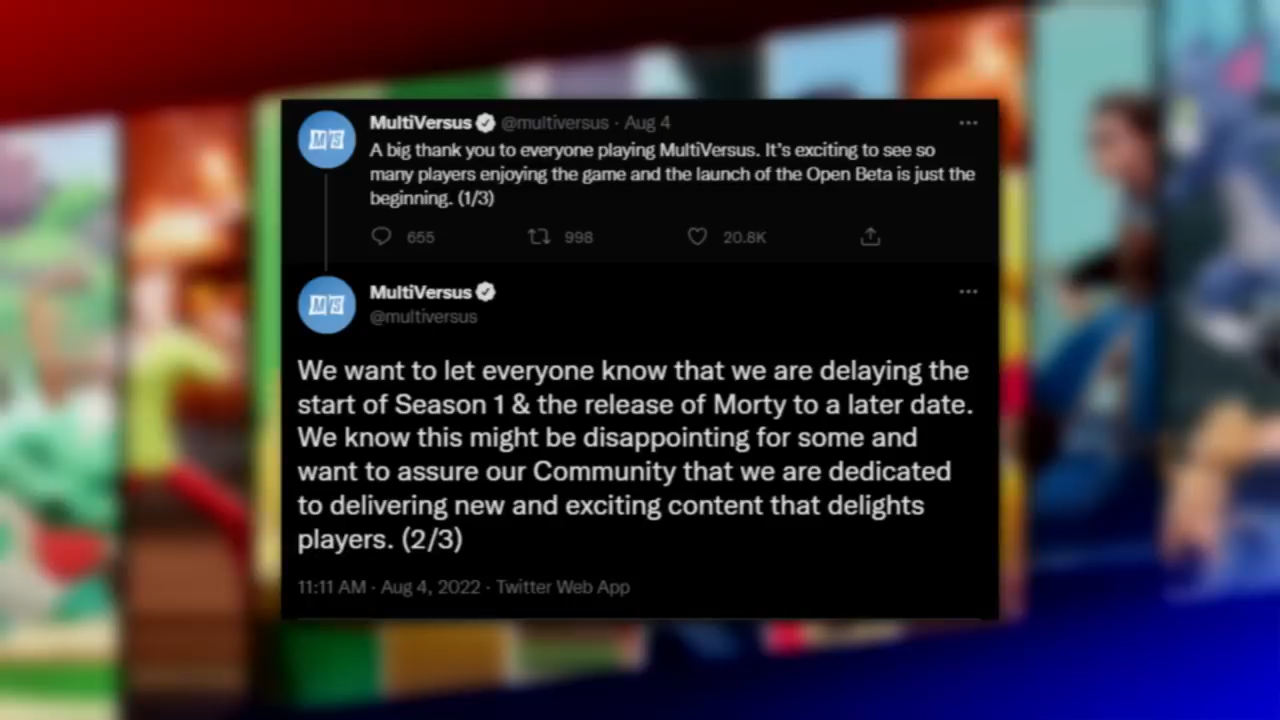 MultiVersus @multiversus · Aug 4
A big thank you to everyone playing MultiVersus. It's exciting to see so
many players enjoying the game and the launch of the Open Beta is just the
beginning. (1/3)
655 998 20.8K
MultiVersus
@multiversus
We want to let everyone know that we are delaying the
start of Season 1 & the release of Morty to a later date.
We know this might be disappointing for some and
want to assure our Community that we are dedicated
to delivering new and exciting content that delights
players. (2/3)
11:11 AM · Aug 4, 2022 · Twitter Web App